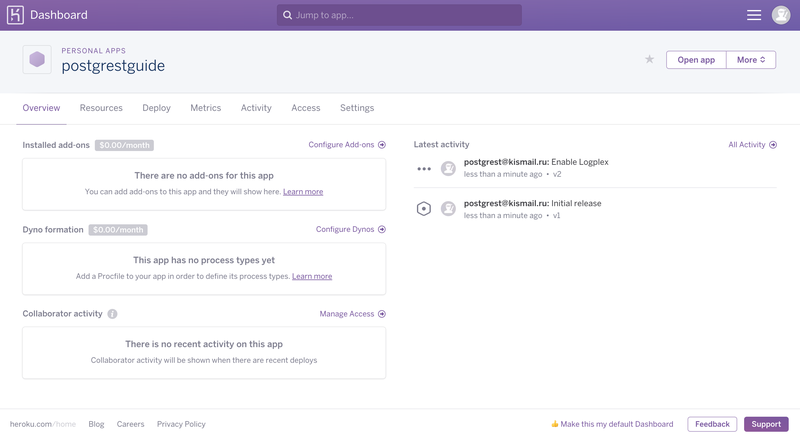 Dashboard
Jump to app...
PERSONAL APPS
postgrestguide
Open app
More
Overview
Resources
Deploy
Metrics
Activity
Access
Settings
Installed add-ons $0.00/month
Configure Add-ons
There are no add-ons for this app
You can add add-ons to this app and they will show here. Learn more
Dyno formation $0.00/month
Configure Dynos
This app has no process types yet
Add a Procfile to your app in order to define its process types. Learn more
Collaborator activity
Manage Access
There is no recent activity on this app
Collaborator activity will be shown when there are recent deploys
Latest activity
All Activity
postgrest@kismail.ru: Enable Logplex
less than a minute ago • v2
postgrest@kismail.ru: Initial release
less than a minute ago • v1
heroku.com/home
Blog
Careers
Privacy Policy
Make this my default Dashboard
Feedback
Support